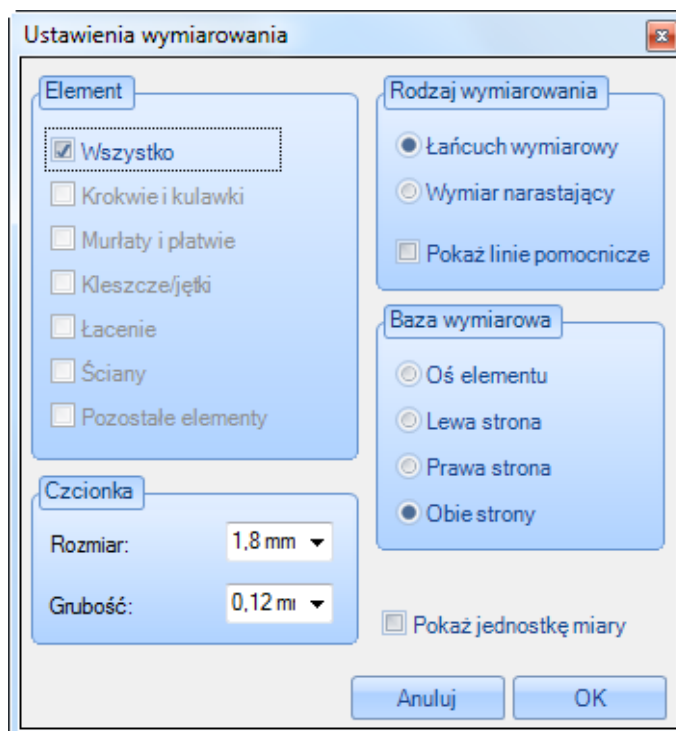 Ustawienia wymiarowania
Element
Wszystko
Krokwie i kulawki
Murłaty i płatwie
Kleszcze/jętki
Łacenie
Ściany
Pozostałe elementy
Czcionka
Rozmiar: 1,8 mm
Grubość: 0,12
Rodzaj wymiarowania
Łańcuch wymiarowy
Wymiar narastający
Pokaż linie pomocnicze
Baza wymiarowa
Oś elementu
Lewa strona
Prawa strona
Obie strony
Pokaż jednostkę miary
Anuluj
OK